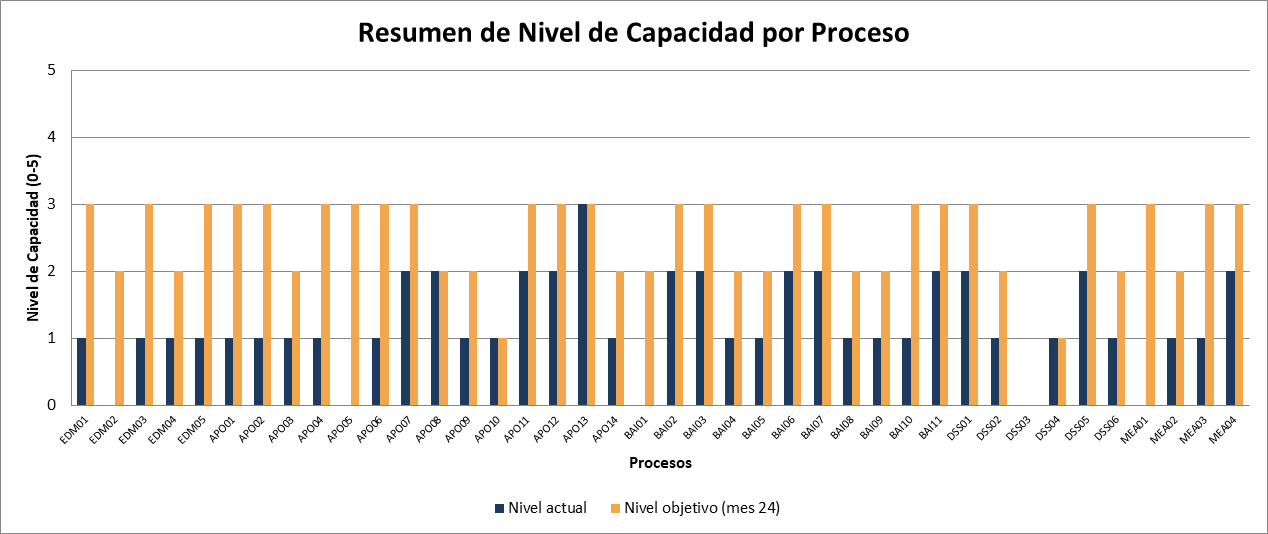 Resumen de Nivel de Capacidad por Proceso
5
4
3
2
1
0
Nivel de Capacidad (0-5)
EDM01 EDM02 EDM03 EDM04 EDM05 APO01 APO02 APO03 APO04 APO05 APO06 APO07 APO08 APO09 APO10 APO11 APO12 APO13 APO14 BAI01 BAI02 BAI03 BAI04 BAI05 BAI06 BAI07 BAI08 BAI09 BAI10 BAI11 DSS01 DSS02 DSS03 DSS04 DSS05 DSS06 MEA01 MEA02 MEA03 MEA04
Procesos
Nivel actual Nivel objetivo (mes 24)